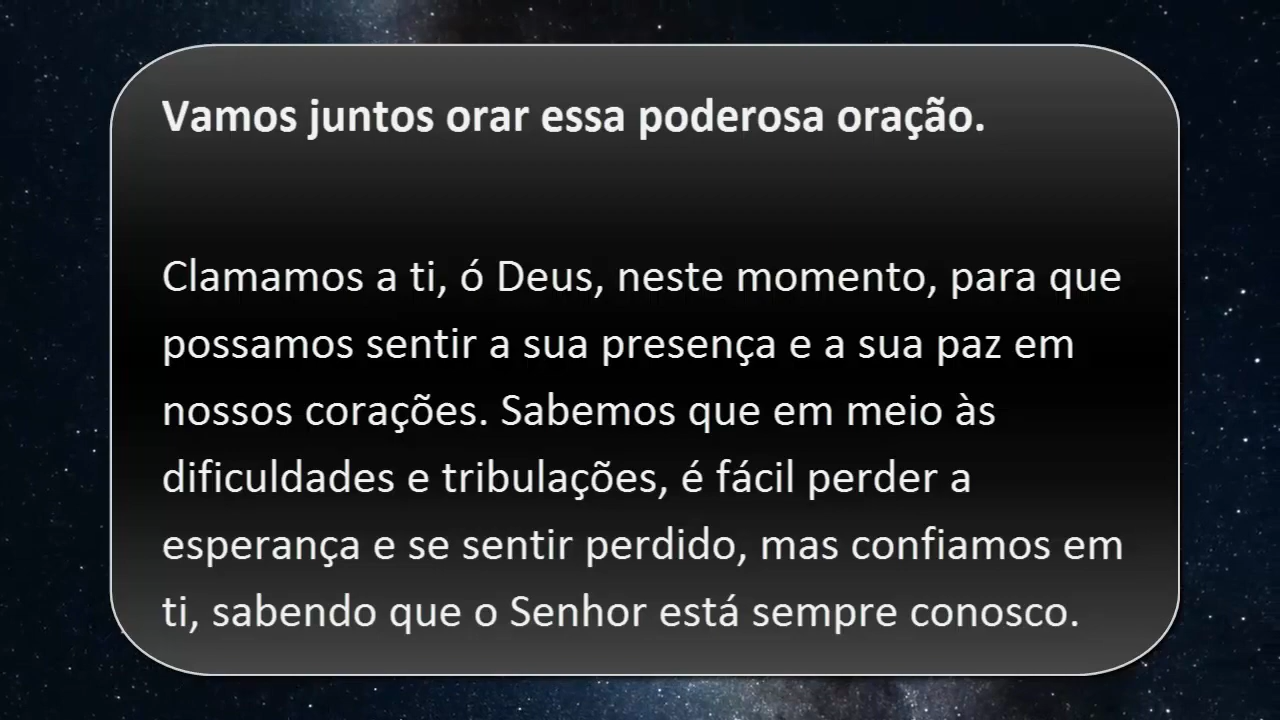 Vamos juntos orar essa poderosa oração.
Clamamos a ti, ó Deus, neste momento, para que
possamos sentir a sua presença e a sua paz em
nossos corações. Sabemos que em meio às
dificuldades e tribulações, é fácil perder a
esperança e se sentir perdido, mas confiamos em
ti, sabendo que o Senhor está sempre conosco.